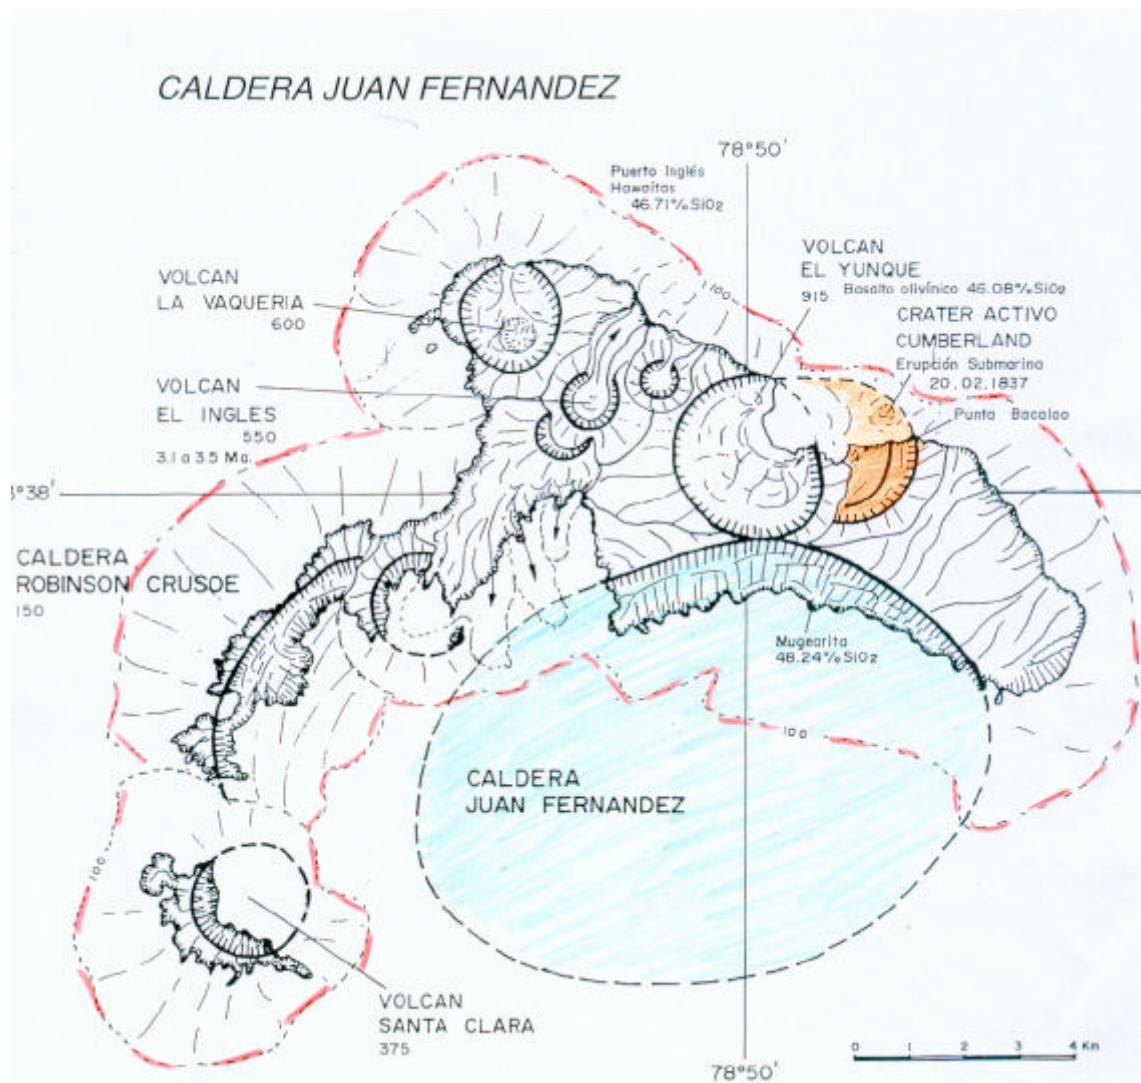 CALDERA JUAN FERNANDEZ
78°50'
Puerto Inglés
Hawaitas
46.71% SiO2
VOLCAN
EL YUNQUE
915 Basalto olivínico 46.08% SiO2
CRATER ACTIVO
CUMBERLAND
Erupción Submarina
20.02.1837
Punta Bacalao
VOLCAN
LA VAQUERIA
600
100
VOLCAN
EL INGLES
550
3.1 a 3.5 Ma.
3°38'
CALDERA
ROBINSON CRUSOE
150
Mugearita
48.24% SiO2
100
CALDERA
JUAN FERNANDEZ
100
VOLCAN
SANTA CLARA
375
78°50'
0 1 2 3 4 Km